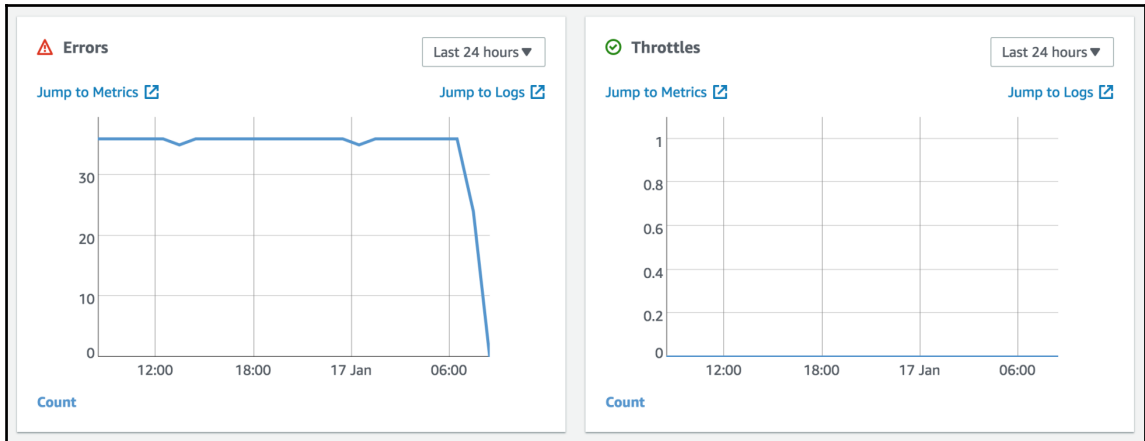 Errors
Last 24 hours▼
Jump to Metrics
Jump to Logs
30
20
10
0
12:00 18:00 17 Jan 06:00
Count
Throttles
Last 24 hours▼
Jump to Metrics
Jump to Logs
1
0.8
0.6
0.4
0.2
0
12:00 18:00 17 Jan 06:00
Count